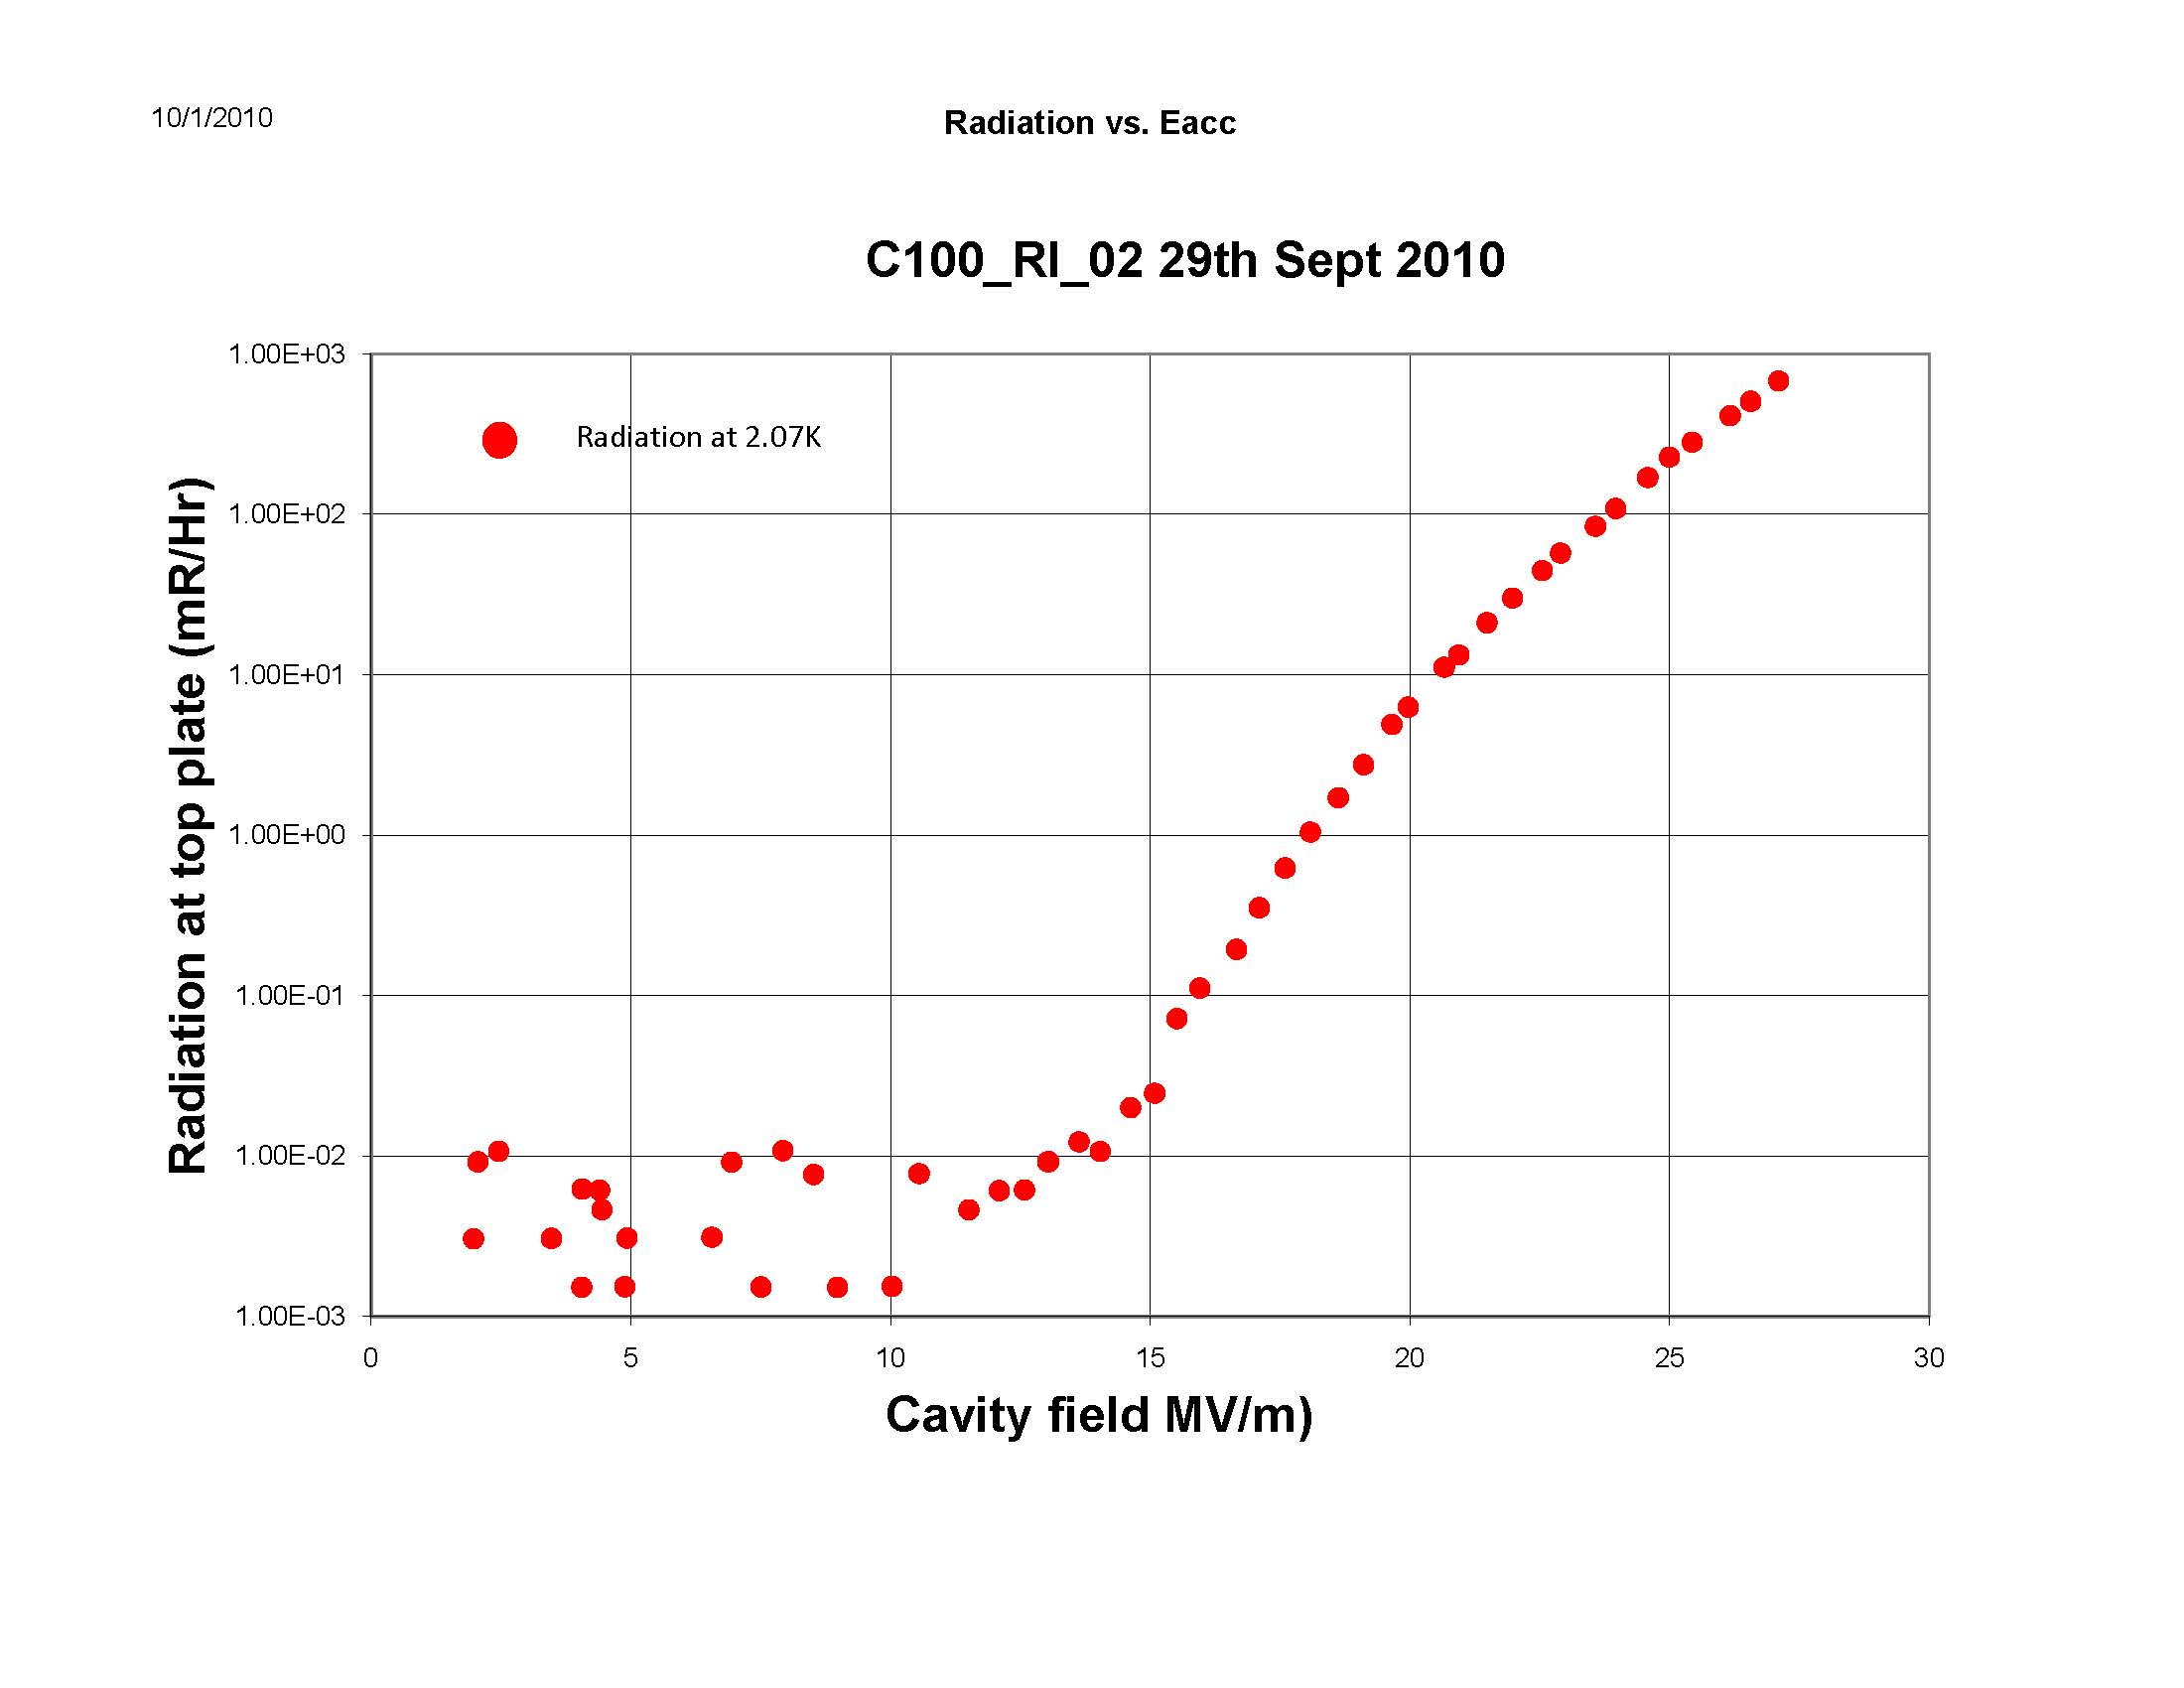 10/1/2010
Radiation vs. Eacc
C100_RI_02 29th Sept 2010
Radiation at 2.07K
Radiation at top plate (mR/Hr)
1.00E+03
1.00E+02
1.00E+01
1.00E+00
1.00E-01
1.00E-02
1.00E-03
0 5 10 15 20 25 30
Cavity field MV/m)